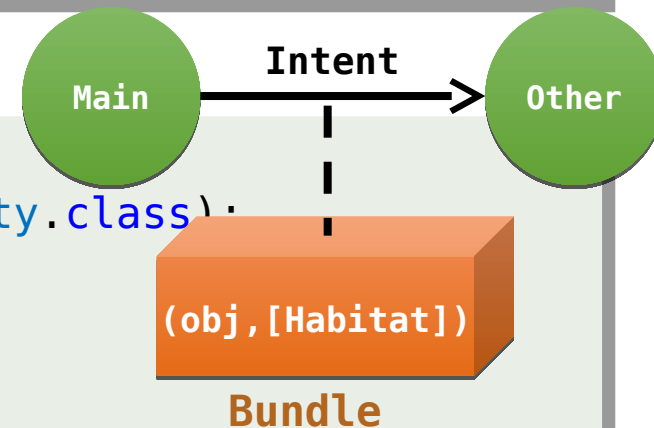 Intent
Main
Other
ty.class);
(obj,[Habitat])
Bundle